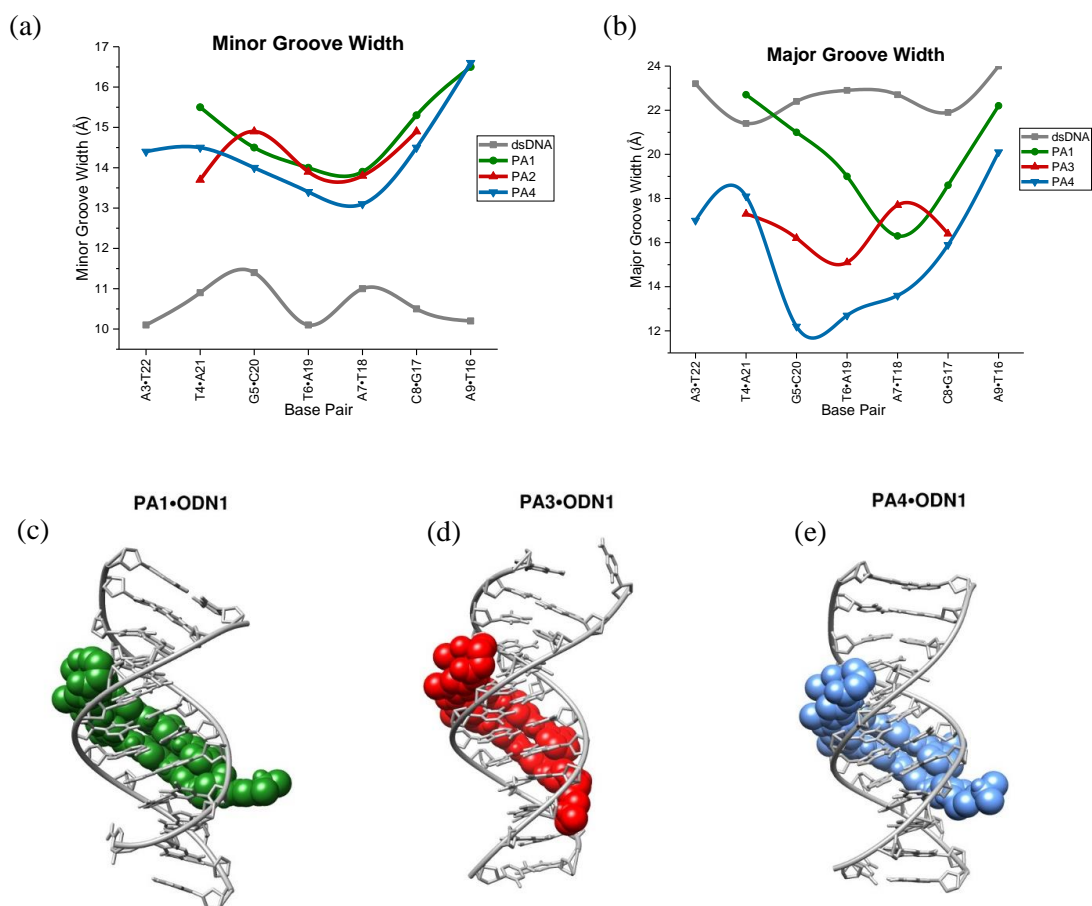 (a)
Minor Groove Width
17
16
15
14
13
12
11
10
Minor Groove Width (Å)
dsDNA
PA1
PA2
PA4
A3•T22
T4•A21
G5•C20
T6•A19
A7•T18
C8•G17
A9•T16
Base Pair
(b)
Major Groove Width
24
22
20
18
16
14
12
Major Groove Width (Å)
dsDNA
PA1
PA3
PA4
A3•T22
T4•A21
G5•C20
T6•A19
A7•T18
C8•G17
A9•T16
Base Pair
PA1•ODN1
PA3•ODN1
PA4•ODN1
(c)
(d)
(e)